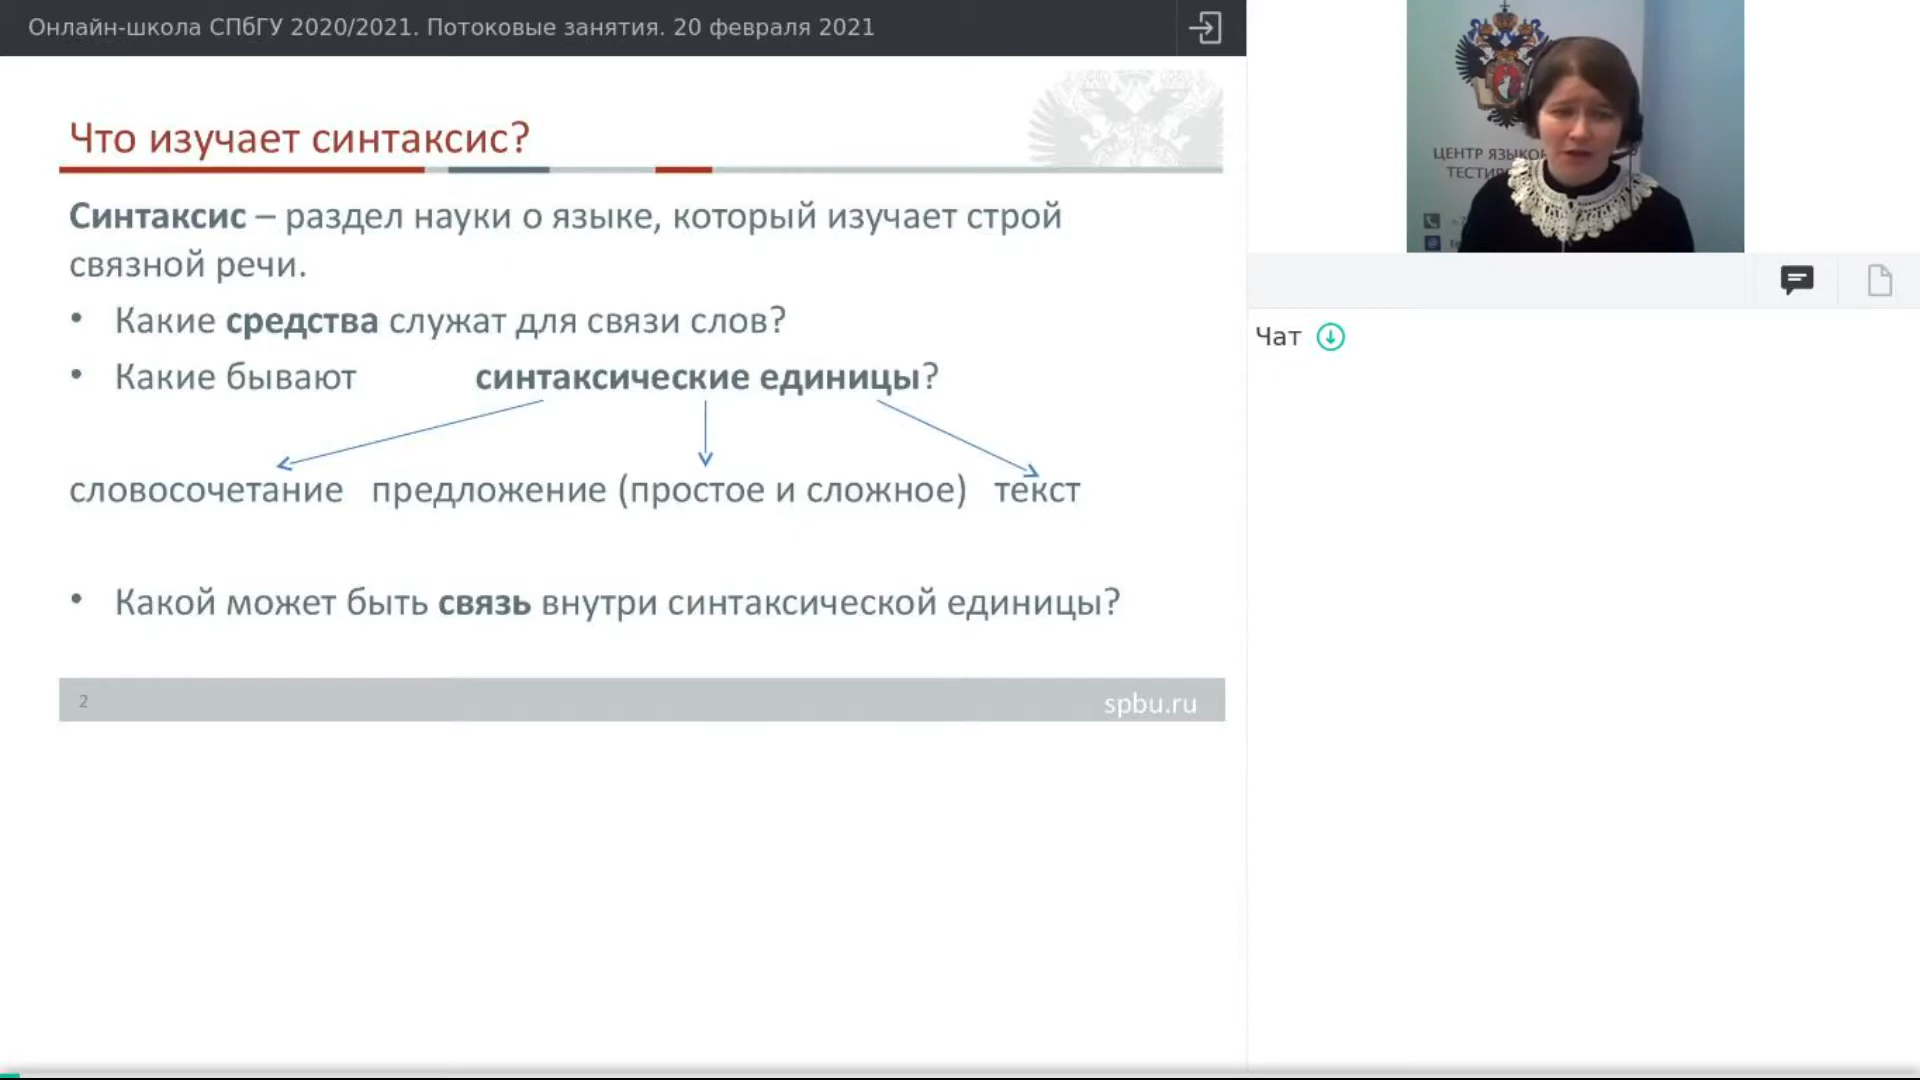 Онлайн-школа СПбГУ 2020/2021. Потоковые занятия. 20 февраля 2021
Что изучает синтаксис?
Синтаксис – раздел науки о языке, который изучает строй
связной речи.
• Какие средства служат для связи слов?
• Какие бывают синтаксические единицы?
словосочетание предложение (простое и сложное) текст
• Какой может быть связь внутри синтаксической единицы?
2
spbu.ru
ЦЕНТР
Чат